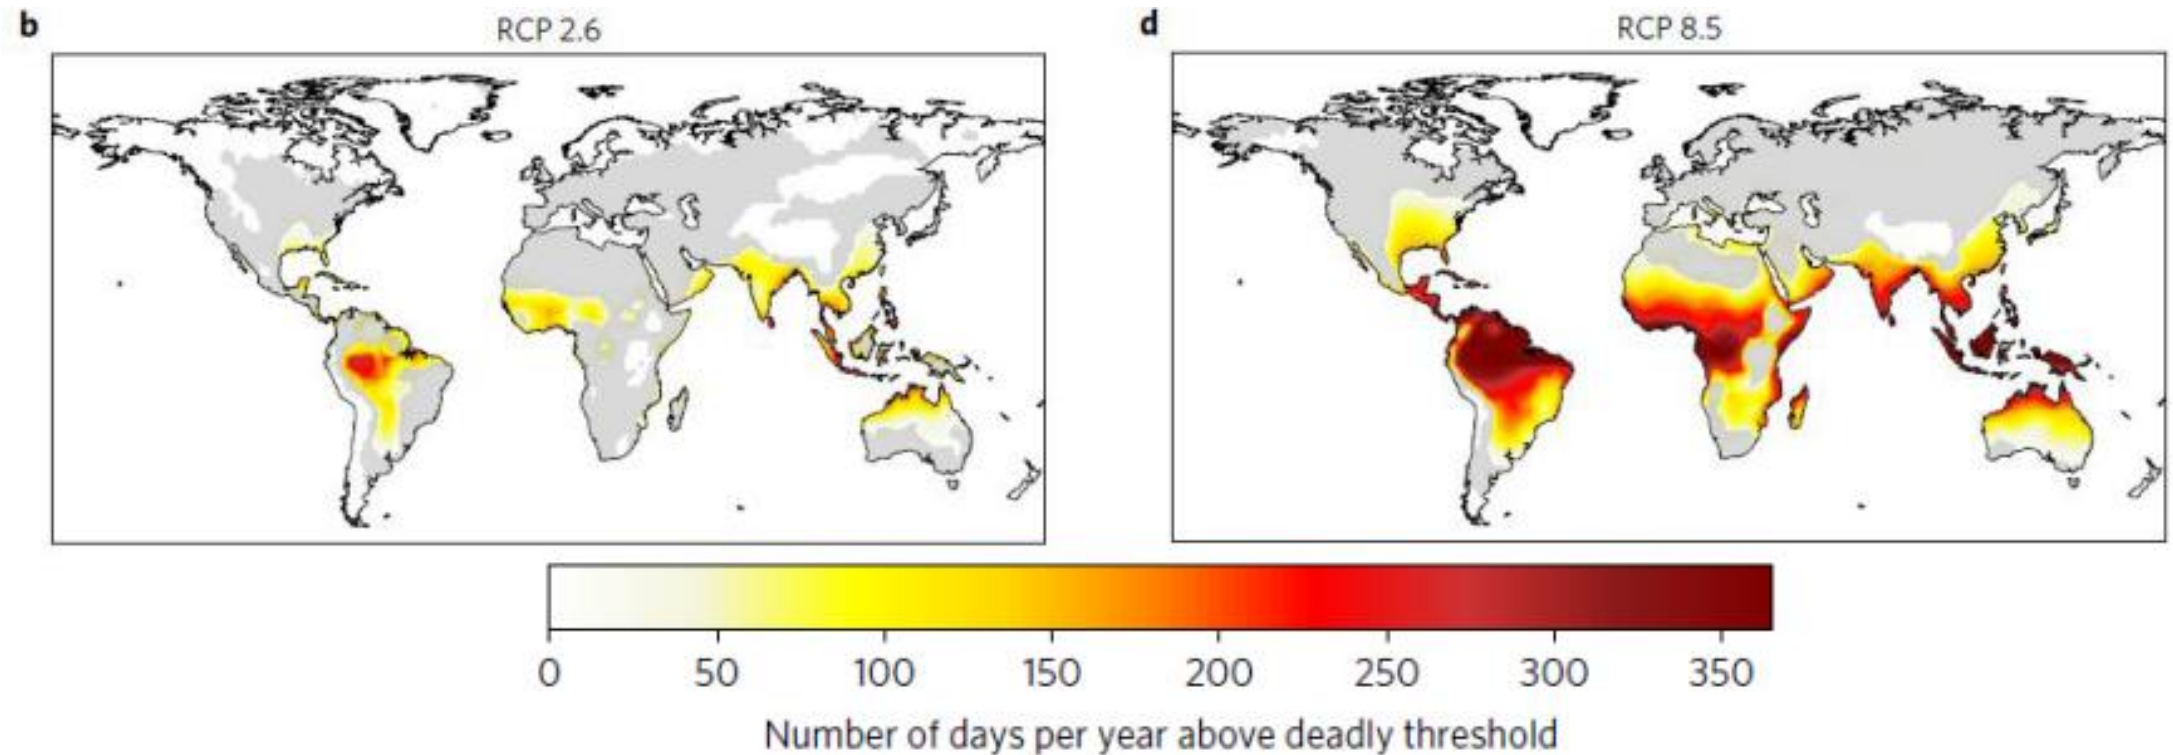 b
RCP 2.6
d
RCP 8.5
0 50 100 150 200 250 300 350
Number of days per year above deadly threshold